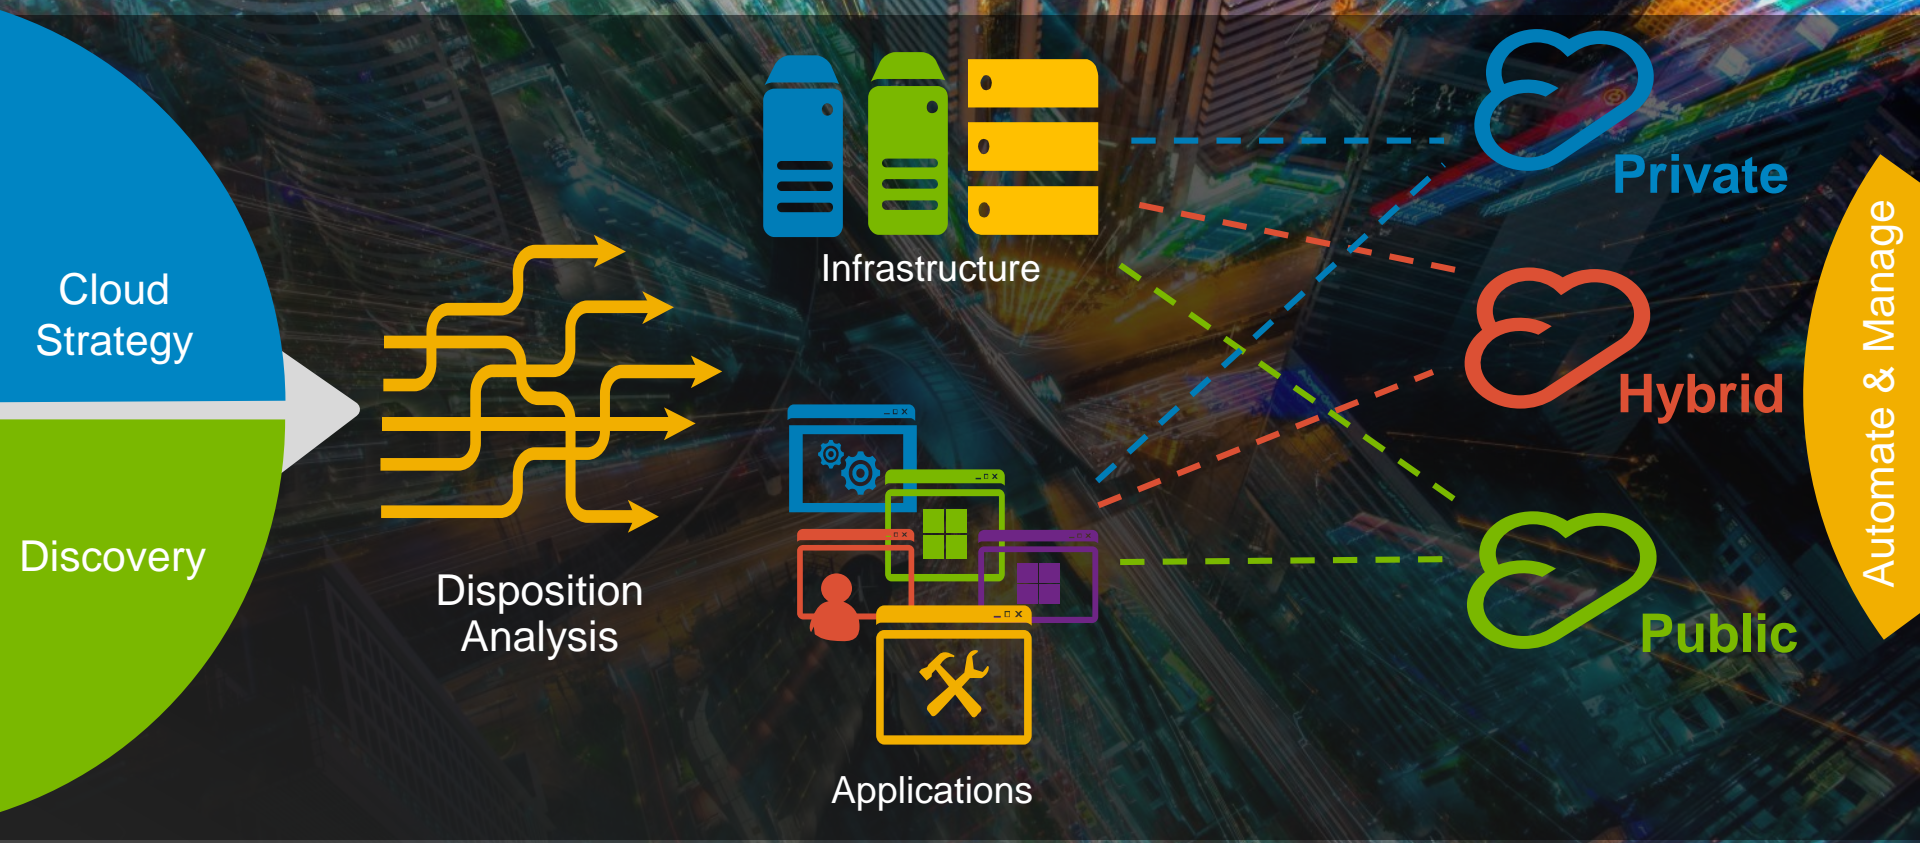 Cloud
Strategy
Discovery
Disposition
Analysis
Infrastructure
Applications
Private
Hybrid
Public
Automate & Manage